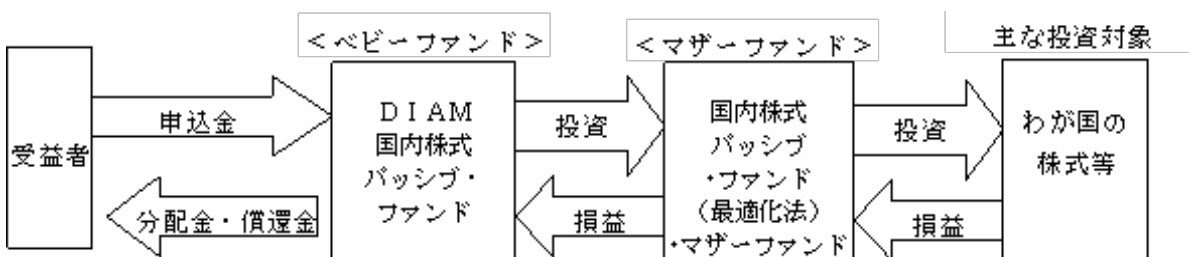 <ベビーファンド>
<マザーファンド>
主な投資対象
受益者
申込金
分配金・償還金
DIAM
国内株式
パッシブ・
ファンド
投資
損益
国内株式
パッシブ
・ファンド
(最適化法)
・マザーファンド
投資
損益
わが国の
株式等